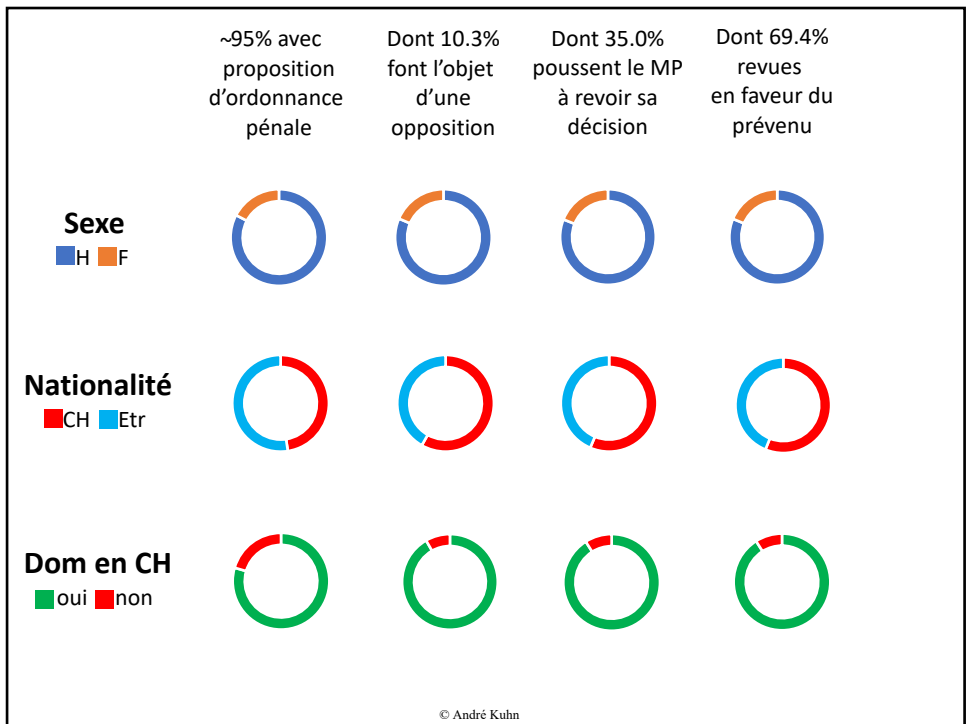 ~95% avec
proposition
d’ordonnance
pénale
Dont 10.3%
font l’objet
d’une
opposition
Dont 35.0%
poussent le MP
à revoir sa
décision
Dont 69.4%
revues
en faveur du
prévenu
Sexe
H F
Nationalité
CH Etr
Dom en CH
oui non
© André Kuhn